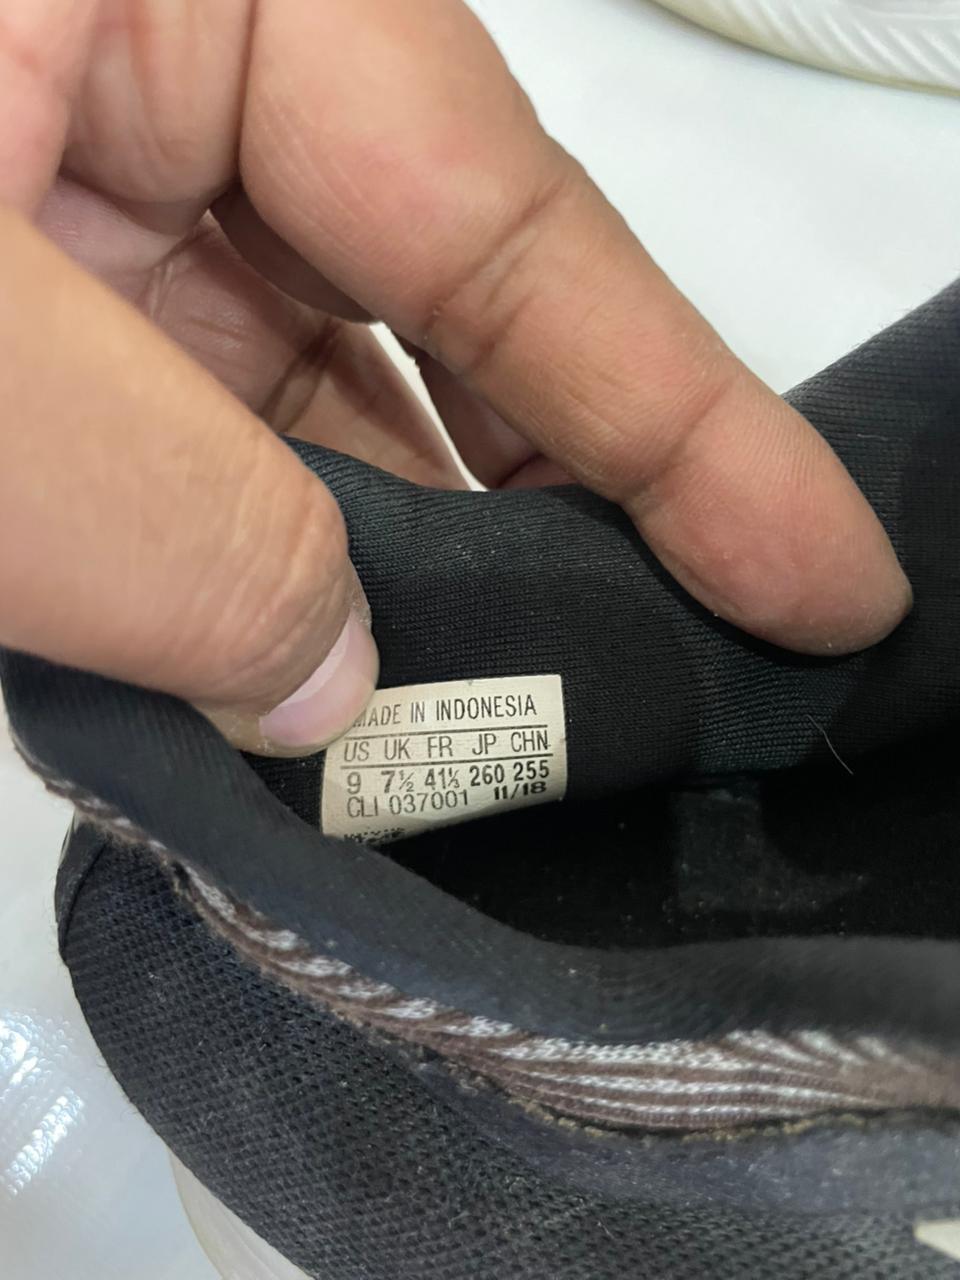 MADE IN INDONESIA
US UK FR JP CHN
9 7½ 41⅓ 260 255
CLI 037001 11/18